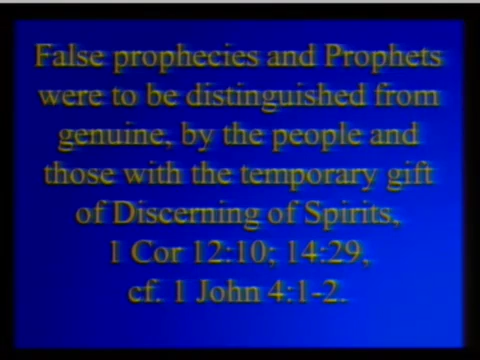 False prophecies and Prophets
were to be distinguished from
genuine, by the people and
those with the temporary gift
of Discerning of Spirits,
1 Cor 12:10; 14:29,
cf. 1 John 4:1-2.